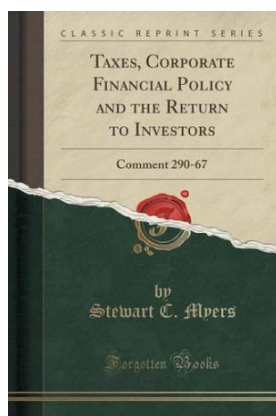 CLASSIC REPRINT SERIES
TAXES, CORPORATE
FINANCIAL POLICY
AND THE RETURN
TO INVESTORS
Comment 290-67
by
Stewart C. Myers
Forgotten Books